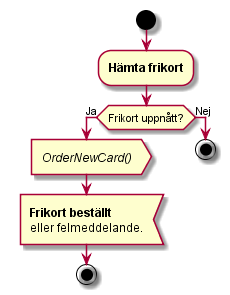 Hämta frikort
Frikort uppnått?
Ja
Nej
OrderNewCard()
Frikort beställt
eller felmeddelande.